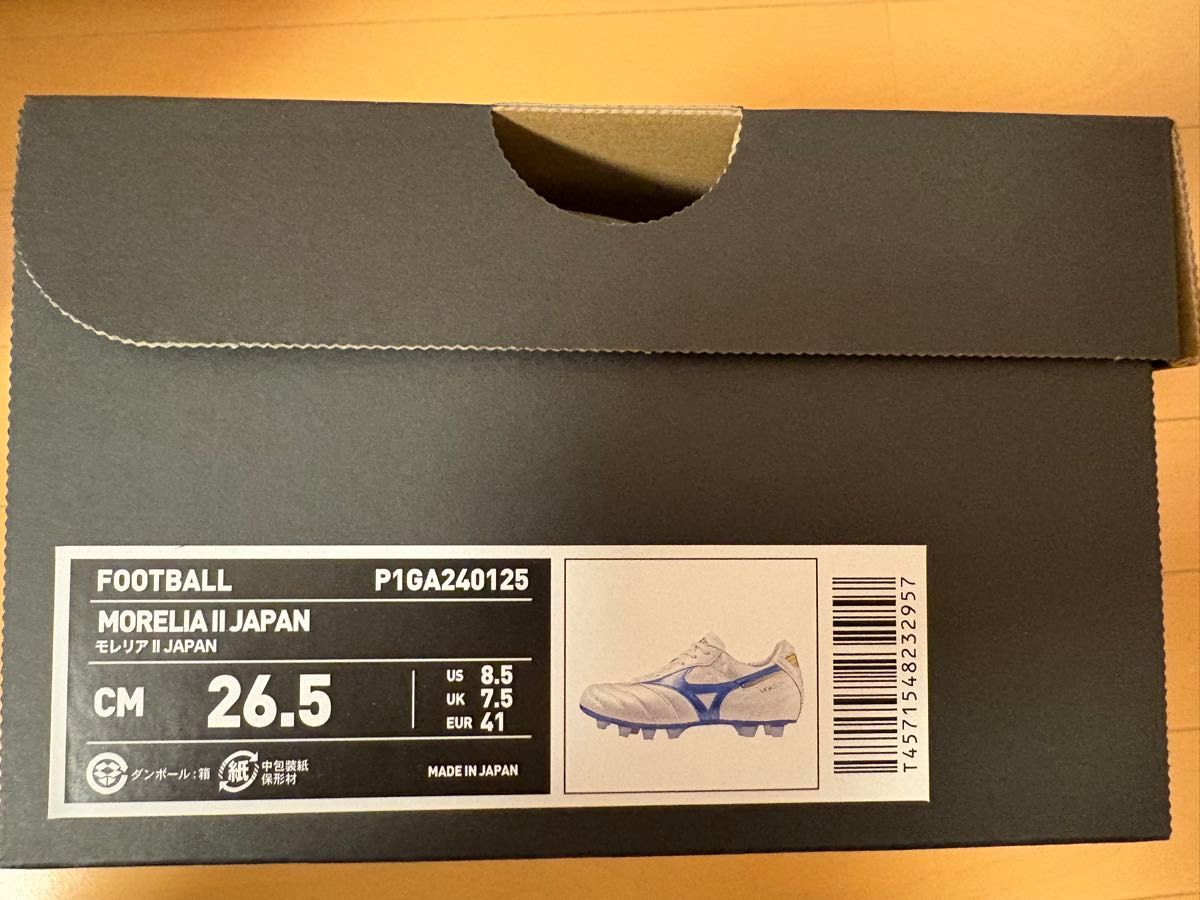 FOOTBALL P1GA240125
MORELIA II JAPAN
モレリア II JAPAN
CM 26.5
US 8.5
UK 7.5
EUR 41
ダンボール : 箱
紙
中包装紙
保形材
MADE IN JAPAN
T4571548232957